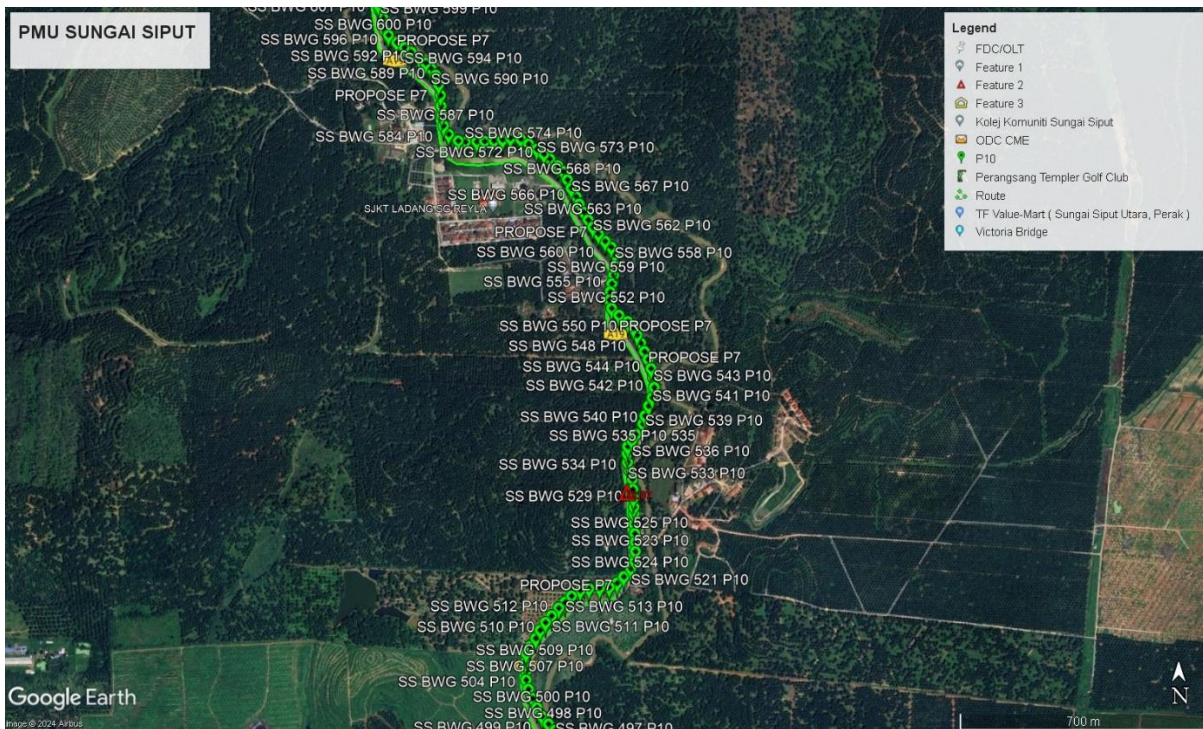 PMU SUNGAI SIPUT
Legend
FDC/OLT
Feature 1
Feature 2
Feature 3
Kolej Komuniti Sungai Siput
ODC CME
P10
Perangsang Templer Golf Club
Route
TF Value-Mart ( Sungai Siput Utara, Perak )
Victoria Bridge
SS BWG 599 P10
SS BWG 600 P10
SS BWG 596 P10
PROPOSE P7
SS BWG 592 P10
SS BWG 594 P10
SS BWG 589 P10
SS BWG 590 P10
PROPOSE P7
SS BWG 587 P10
SS BWG 584 P10
SS BWG 574 P10
SS BWG 573 P10
SS BWG 572 P10
SS BWG 568 P10
SS BWG 567 P10
SS BWG 566 P10
SJKT LADANG SG REYLA
SS BWG 563 P10
SS BWG 562 P10
PROPOSE P7
SS BWG 560 P10
SS BWG 558 P10
SS BWG 559 P10
SS BWG 555 P10
SS BWG 552 P10
SS BWG 550 P10
PROPOSE P7
A19
SS BWG 548 P10
PROPOSE P7
SS BWG 544 P10
SS BWG 543 P10
SS BWG 542 P10
SS BWG 541 P10
SS BWG 540 P10
SS BWG 539 P10
SS BWG 535 P10 535
SS BWG 536 P10
SS BWG 534 P10
SS BWG 533 P10
SS BWG 529 P10
SS BWG 525 P10
SS BWG 523 P10
SS BWG 524 P10
SS BWG 521 P10
PROPOSE P7
SS BWG 512 P10
SS BWG 513 P10
SS BWG 510 P10
SS BWG 511 P10
SS BWG 509 P10
SS BWG 507 P10
SS BWG 504 P10
SS BWG 500 P10
SS BWG 498 P10
SS BWG 499 P10
SS BWG 497 P10
Google Earth
Image © 2024 Airbus
700 m
N